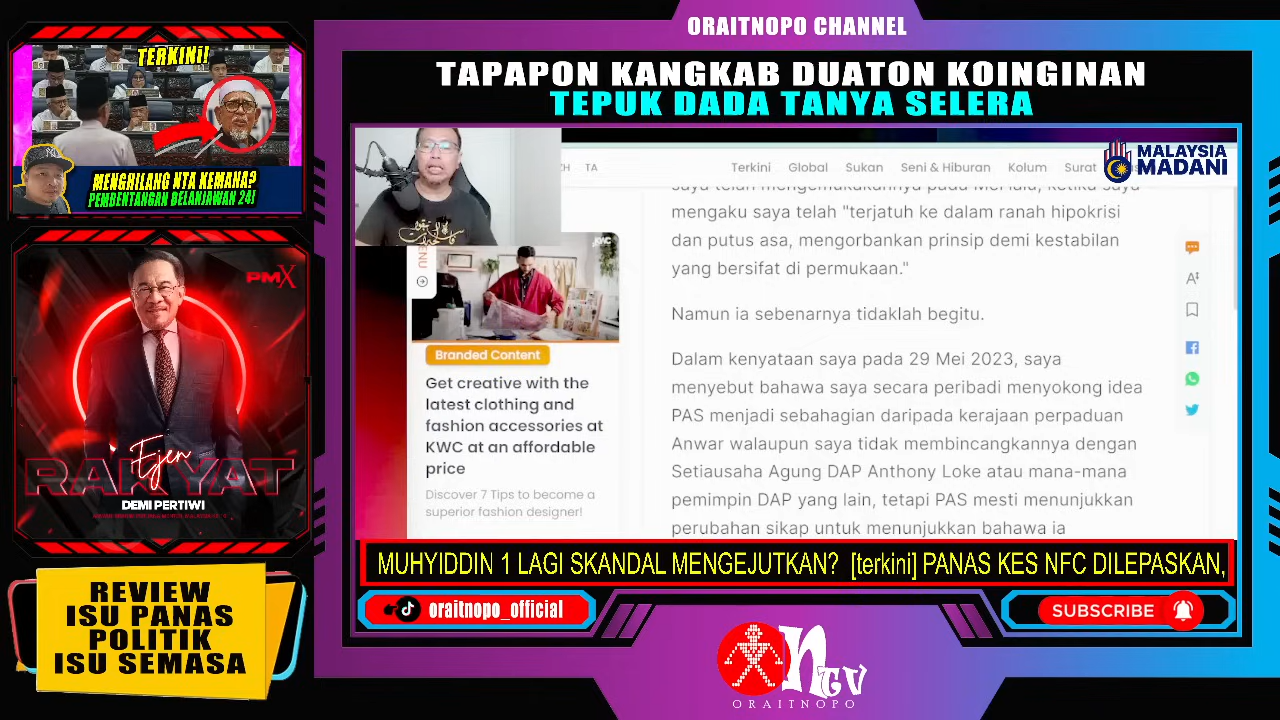 ORAITNOPO CHANNEL
TAPAPON KANGKAB DUATON KOINGINAN
TEPUK DADA TANYA SELERA
TERKINI!
MENGHILANG NTA KEMANA?
PEMBENTANGAN BELANJAWAN 24!
PMX
Ejen
RAKYAT
DEMI PERTIWI
REVIEW
ISU PANAS
POLITIK
ISU SEMASA
ZH TA
Terkini Global Sukan Seni & Hiburan Kolum Surat
MALAYSIA
MADANI
saya telah mengemukakannya pada Mei lalu, ketika saya
mengaku saya telah "terjatuh ke dalam ranah hipokrisi
dan putus asa, mengorbankan prinsip demi kestabilan
yang bersifat di permukaan."
Namun ia sebenarnya tidaklah begitu.
Dalam kenyataan saya pada 29 Mei 2023, saya
menyebut bahawa saya secara peribadi menyokong idea
PAS menjadi sebahagian daripada kerajaan perpaduan
Anwar walaupun saya tidak membincangkannya dengan
Setiausana Agung DAP Anthony Loke atau mana-mana
pemimpin DAP yang lain, tetapi PAS mesti menunjukkan
perubahan sikap untuk menunjukkan bahawa ia
KWC
Branded Content
Get creative with the
latest clothing and
fashion accessories at
KWC at an affordable
price
Discover 7 Tips to become a
superior fashion designer!
MUHYIDDIN 1 LAGI SKANDAL MENGEJUTKAN? [terkini] PANAS KES NFC DILEPASKAN,
oraitnopo_official
SUBSCRIBE
ntv
ORAITNOPO